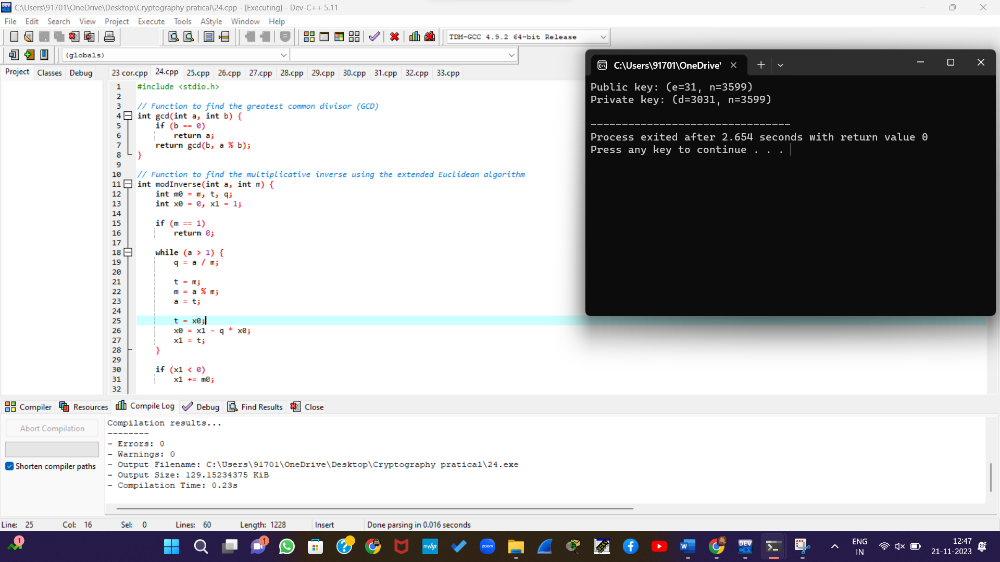 C:\Users\91701\OneDrive\Desktop\Cryptography pratical\24.cpp - [Executing] - Dev-C++ 5.11
File Edit Search View Project Execute Tools AStyle Window Help
TDM-GCC 4.9.2 64-bit Release
(globals)
Project Classes Debug
23 cor.cpp 24.cpp 25.cpp 26.cpp 27.cpp 28.cpp 29.cpp 30.cpp 31.cpp 32.cpp 33.cpp
1 #include <stdio.h>
2
3 // Function to find the greatest common divisor (GCD)
4 int gcd(int a, int b) {
5 if (b == 0)
6 return a;
7 return gcd(b, a % b);
8 }
9
10 // Function to find the multiplicative inverse using the extended Euclidean algorithm
11 int modInverse(int a, int m) {
12 int m0 = m, t, q;
13 int x0 = 0, x1 = 1;
14
15 if (m == 1)
16 return 0;
17
18 while (a > 1) {
19 q = a / m;
20
21 t = m;
22 m = a % m;
23 a = t;
24
25 t = x0;
26 x0 = x1 - q * x0;
27 x1 = t;
28 }
29
30 if (x1 < 0)
31 x1 += m0;
32
C:\Users\91701\OneDrive'
Public key: (e=31, n=3599)
Private key: (d=3031, n=3599)
--------------------------------
Process exited after 2.654 seconds with return value 0
Press any key to continue . . .
Compiler Resources Compile Log Debug Find Results Close
Abort Compilation
Shorten compiler paths
Compilation results...
--------
- Errors: 0
- Warnings: 0
- Output Filename: C:\Users\91701\OneDrive\Desktop\Cryptography pratical\24.exe
- Output Size: 129.15234375 KiB
- Compilation Time: 0.23s
Line: 25 Col: 16 Sel: 0 Lines: 60 Length: 1228 Insert Done parsing in 0.016 seconds
1
1
myhp
zoom
W
DEV
C++
ENG
IN
12:47
21-11-2023